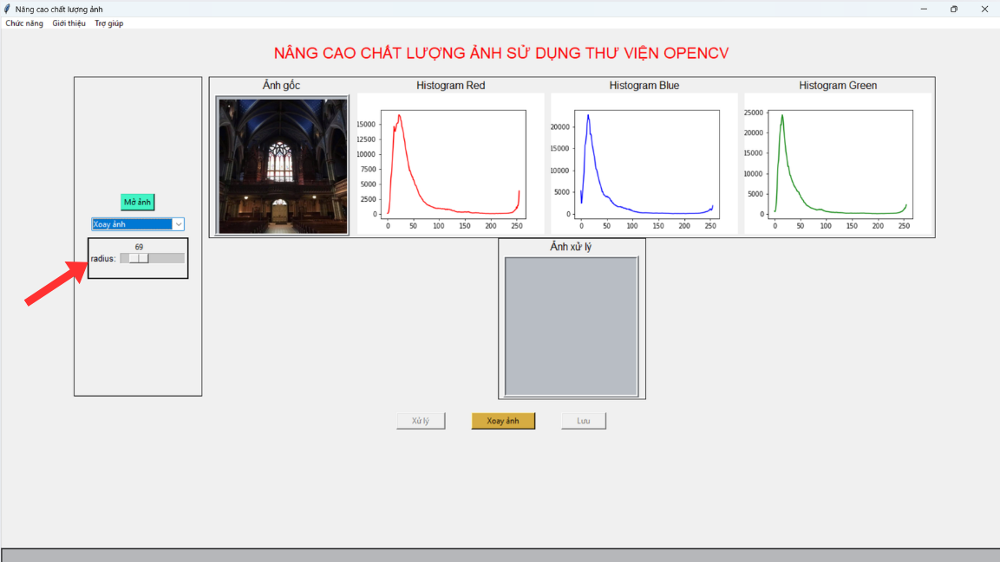 Nâng cao chất lượng ảnh
Chức năng Giới thiệu Trợ giúp
NÂNG CAO CHẤT LƯỢNG ẢNH SỬ DỤNG THƯ VIỆN OPENCV
Ảnh gốc
Histogram Red
15000
12500
10000
7500
5000
2500
0
0 50 100 150 200 250
Histogram Blue
20000
15000
10000
5000
0
0 50 100 150 200 250
Histogram Green
25000
20000
15000
10000
5000
0
0 50 100 150 200 250
Mở ảnh
Xoay ảnh
69
radius:
Ảnh xử lý
Xử lý
Xoay ảnh
Lưu